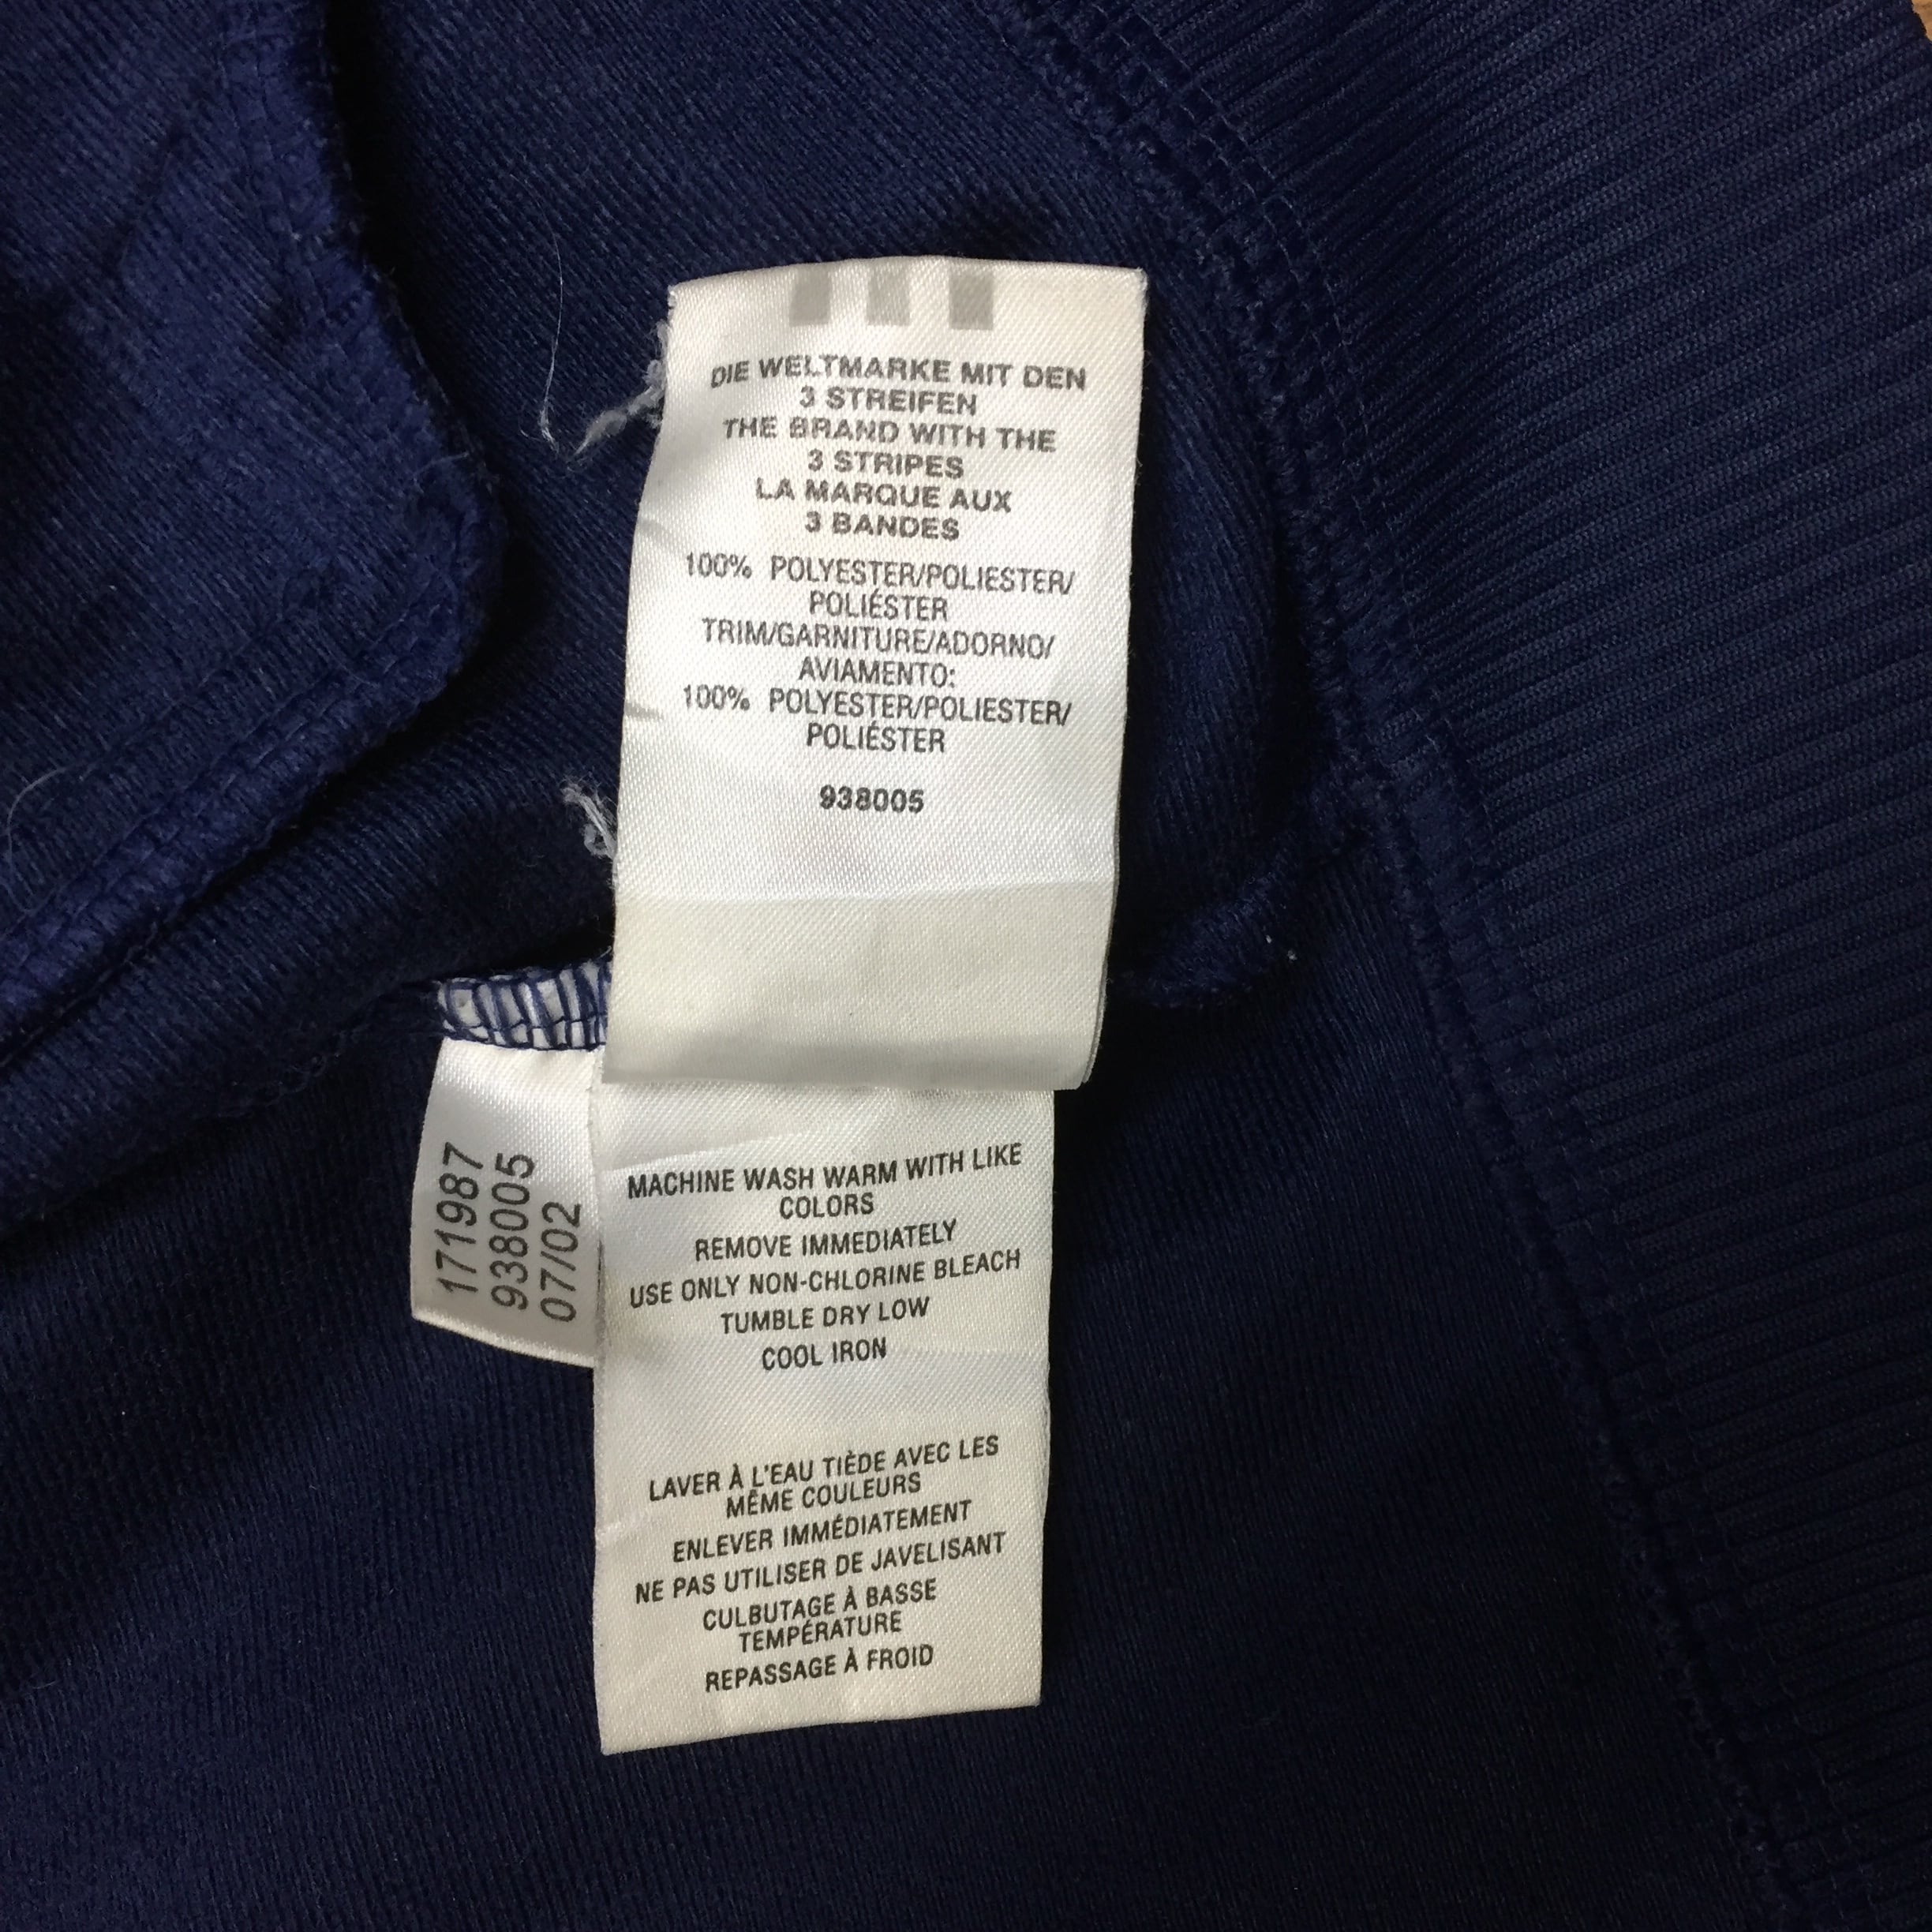 DIE WELTMARKE MIT DEN
3 STREIFEN
THE BRAND WITH THE
3 STRIPES
LA MARQUE AUX
3 BANDES
100% POLYESTER/POLIESTER/
POLIÉSTER
TRIM/GARNITURE/ADORNO/
AVIAMENTO:
100% POLYESTER/POLIESTER/
POLIÉSTER
938005
171987
938005
07/02
MACHINE WASH WARM WITH LIKE
COLORS
REMOVE IMMEDIATELY
USE ONLY NON-CHLORINE BLEACH
TUMBLE DRY LOW
COOL IRON
LAVER À L'EAU TIÈDE AVEC LES
MÊME COULEURS
ENLEVER IMMÉDIATEMENT
NE PAS UTILISER DE JAVELISANT
CULBUTAGE À BASSE
TEMPÉRATURE
REPASSAGE À FROID